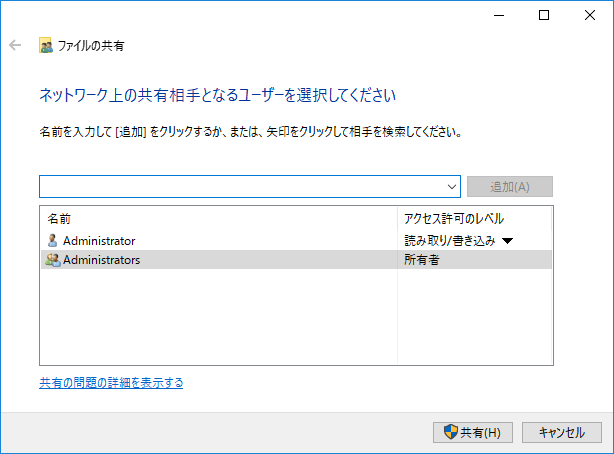 ファイルの共有
ネットワーク上の共有相手となるユーザーを選択してください
名前を入力して [追加] をクリックするか、または、矢印をクリックして相手を検索してください。
追加(A)
名前 アクセス許可のレベル
Administrator 読み取り/書き込み
Administrators 所有者
共有の問題の詳細を表示する
共有(H) キャンセル